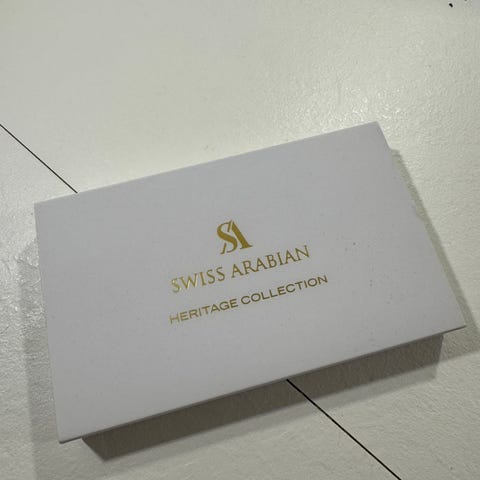 SA
SWISS ARABIAN
HERITAGE COLLECTION